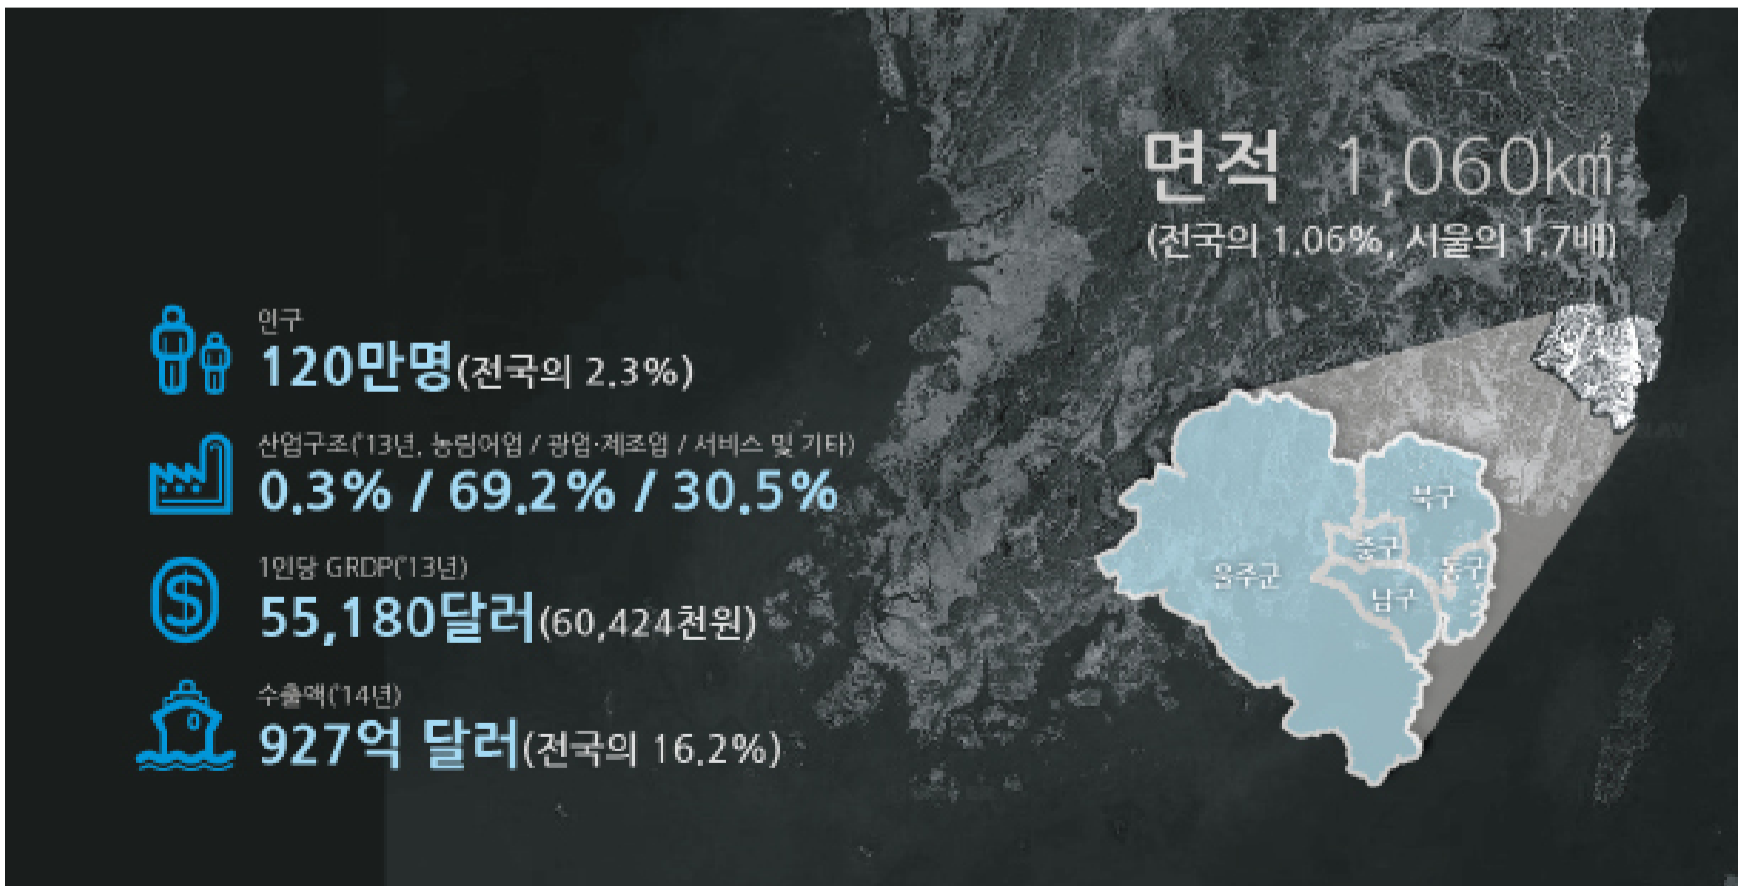 면적 1,060㎢
(전국의 1.06%, 서울의 1.7배)
인구
120만명(전국의 2.3%)
산업구조('13년, 농림어업 / 광업·제조업 / 서비스 및 기타)
0.3% / 69.2% / 30.5%
1인당 GRDP('13년)
55,180달러(60,424천원)
수출액('14년)
927억 달러(전국의 16.2%)
북구
중구
동구
울주군
남구